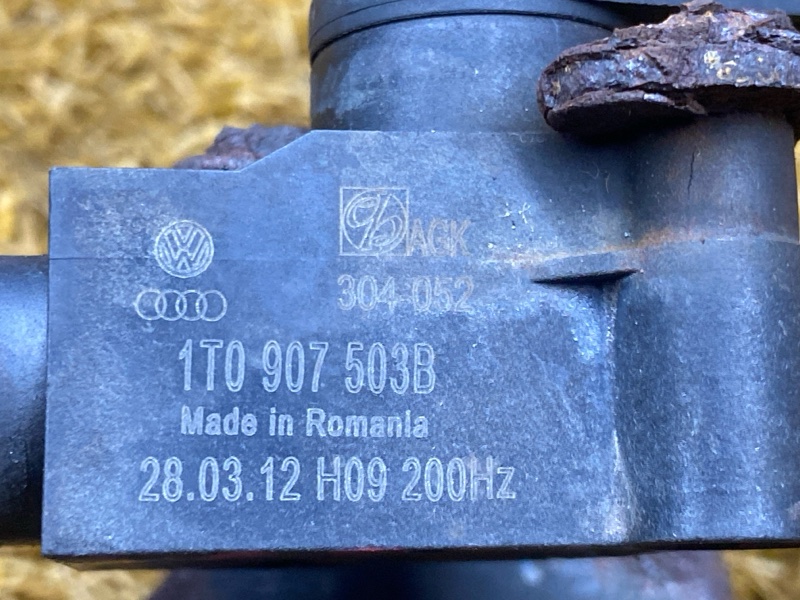 AGK
304-052
1T0 907 503B
Made in Romania
28.03.12 H09 200Hz